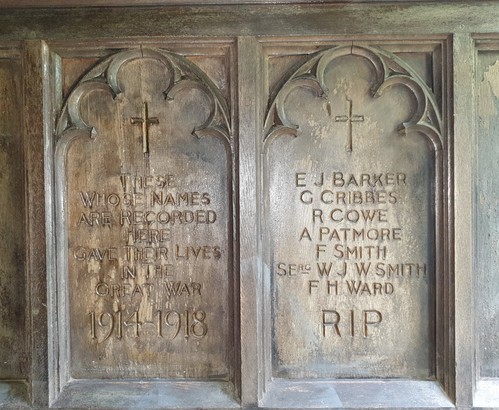 THESE
WHOSE NAMES
ARE RECORDED
HERE
GAVE THEIR LIVES
IN THE
GREAT WAR
1914-1918
E J BARKER
G CRIBBES
R COWE
A PATMORE
F SMITH
SERG W J W SMITH
F H WARD
RIP